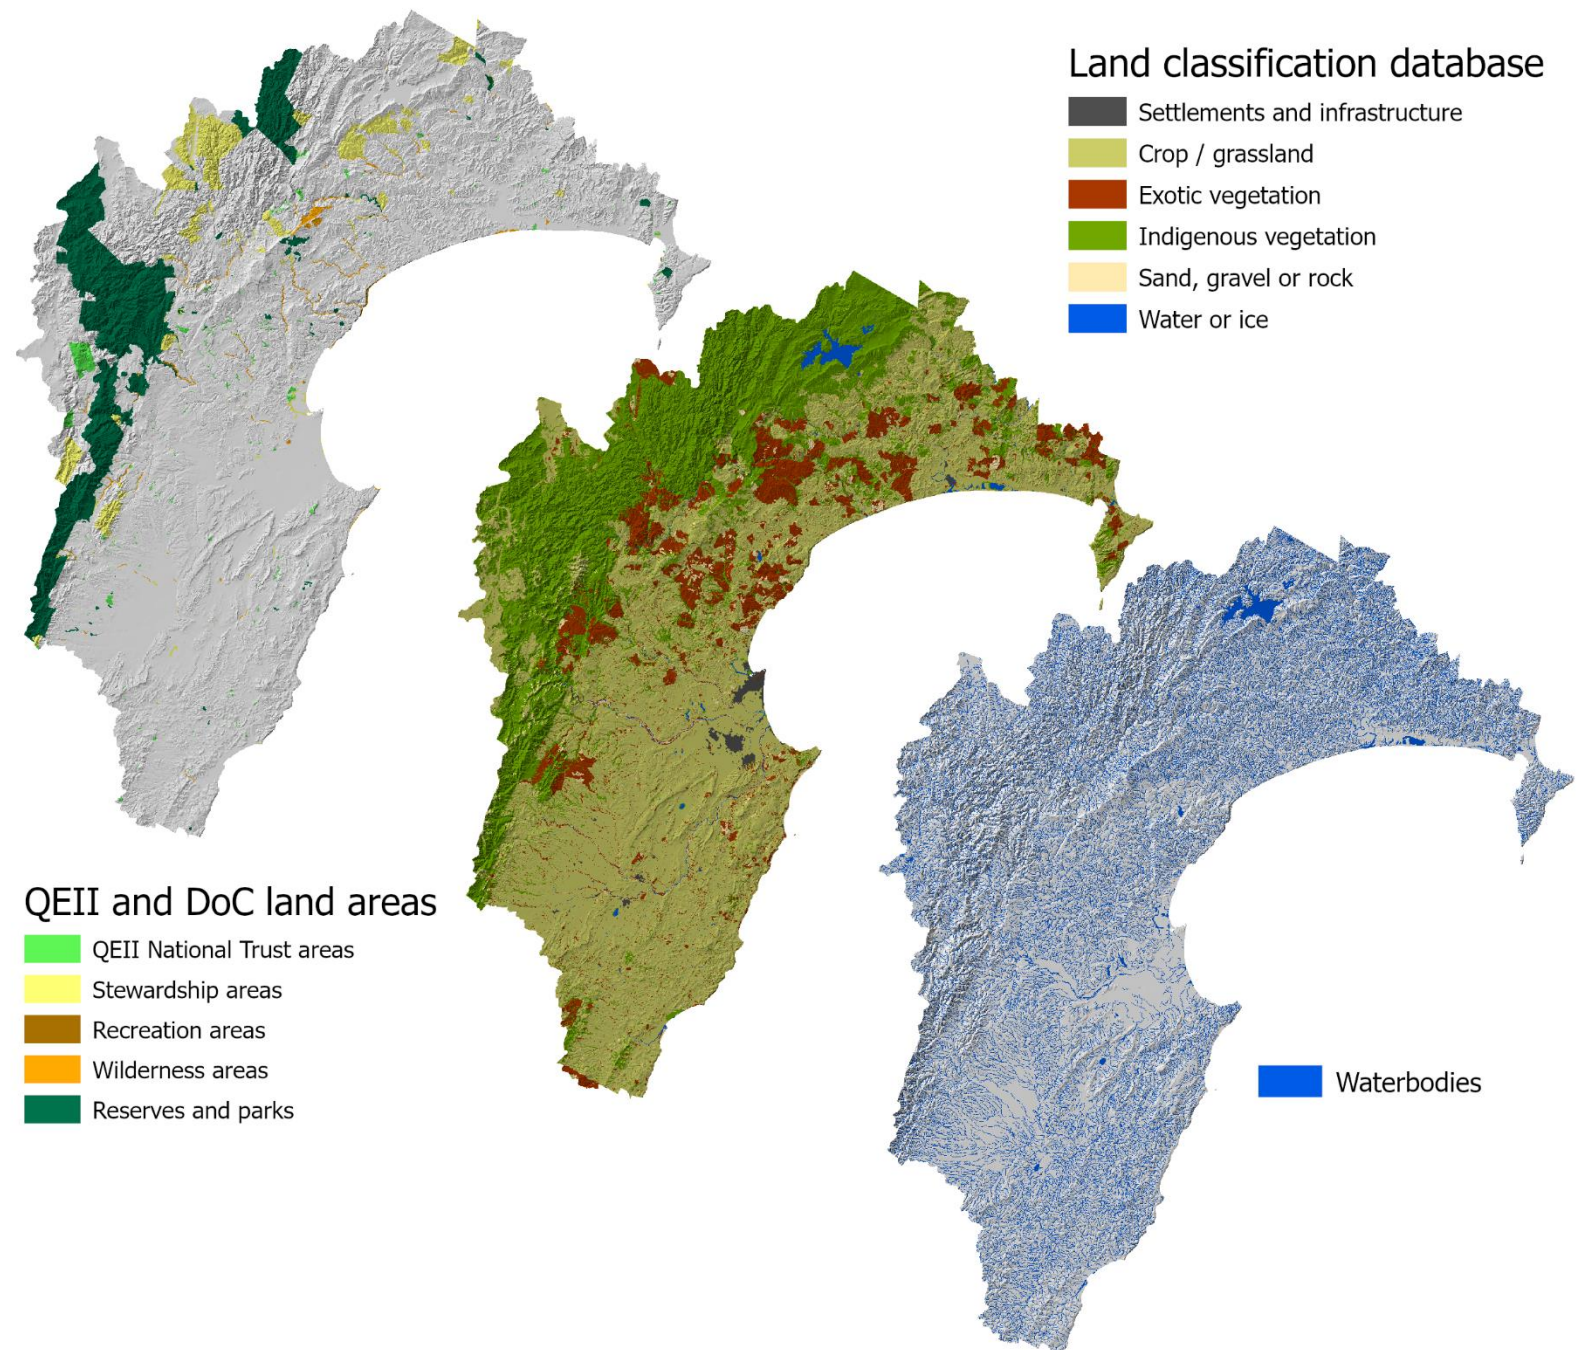 Land classification database
Settlements and infrastructure
Crop / grassland
Exotic vegetation
Indigenous vegetation
Sand, gravel or rock
Water or ice
QEII and DoC land areas
QEII National Trust areas
Stewardship areas
Recreation areas
Wilderness areas
Reserves and parks
Waterbodies